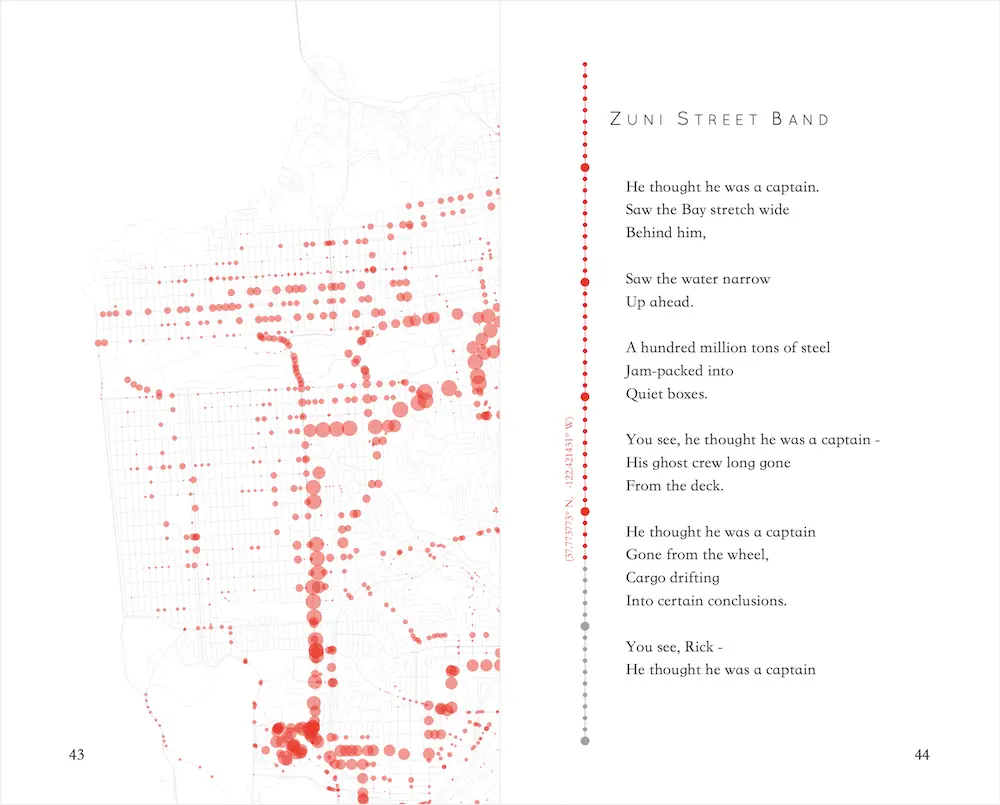 43
ZUNI STREET BAND
He thought he was a captain.
Saw the Bay stretch wide
Behind him,
Saw the water narrow
Up ahead.
A hundred million tons of steel
Jam-packed into
Quiet boxes.
You see, he thought he was a captain -
His ghost crew long gone
From the deck.
He thought he was a captain
Gone from the wheel,
Cargo drifting
Into certain conclusions.
You see, Rick -
He thought he was a captain
(37.773773° N, -122.421431° W)
44